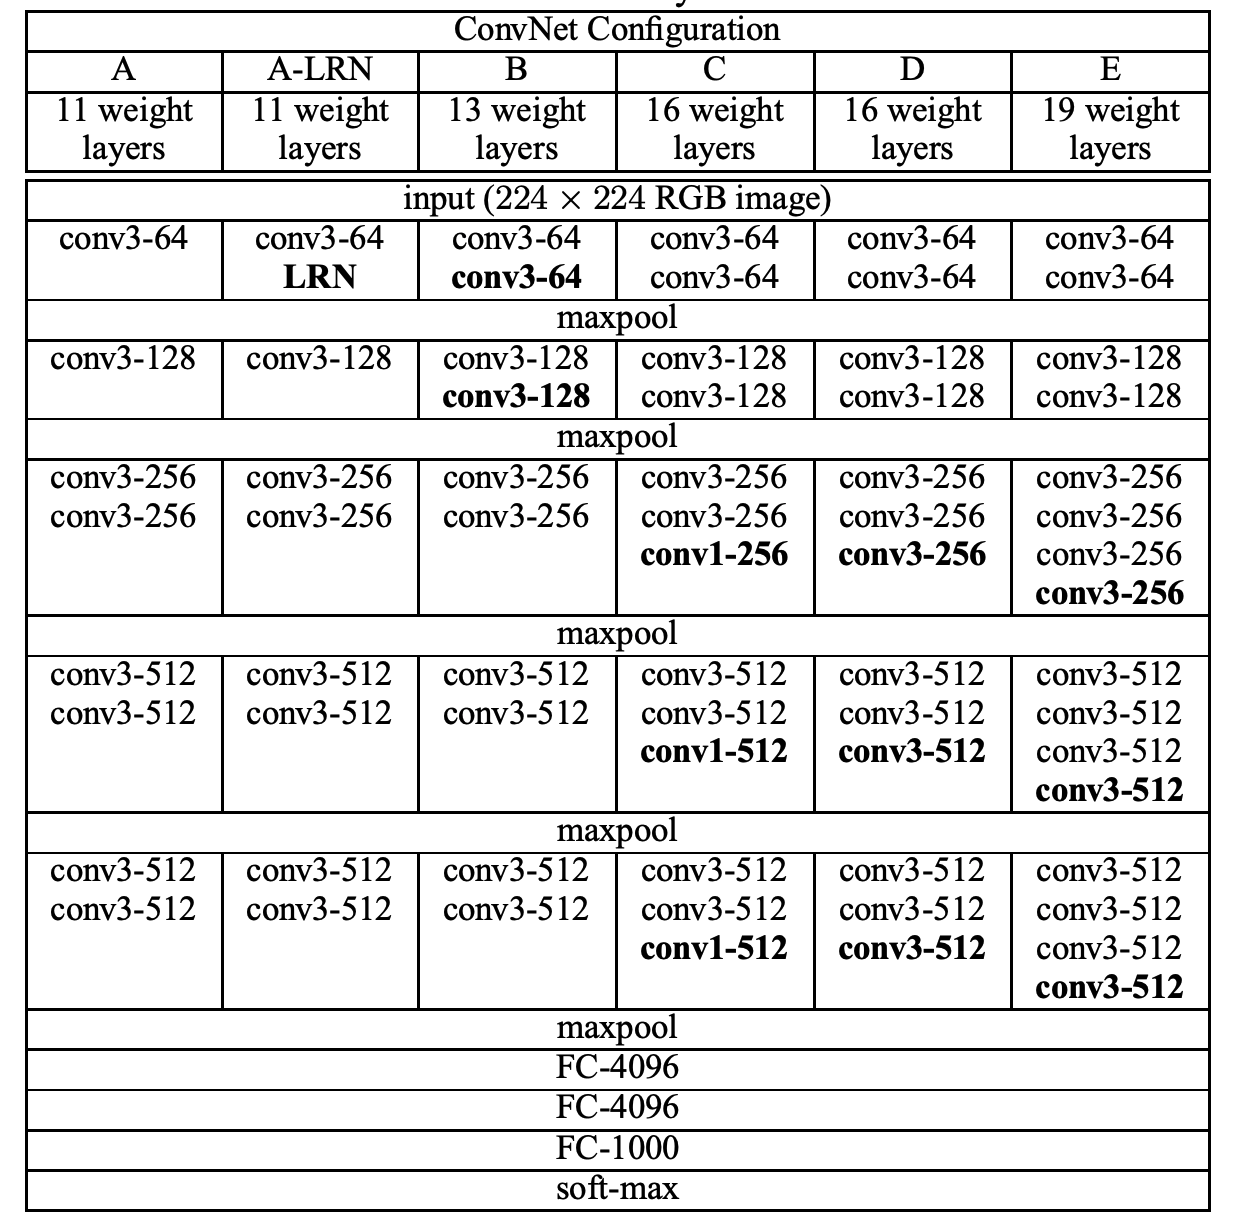 ConvNet Configuration
A A-LRN B C D E
11 weight 11 weight 13 weight 16 weight 16 weight 19 weight
layers layers layers layers layers layers
input (224 × 224 RGB image)
conv3-64 conv3-64 conv3-64 conv3-64 conv3-64 conv3-64
LRN conv3-64 conv3-64 conv3-64 conv3-64
maxpool
conv3-128 conv3-128 conv3-128 conv3-128 conv3-128 conv3-128
conv3-128 conv3-128 conv3-128 conv3-128
maxpool
conv3-256 conv3-256 conv3-256 conv3-256 conv3-256 conv3-256
conv3-256 conv3-256 conv3-256 conv3-256 conv3-256 conv3-256
conv1-256 conv3-256 conv3-256
conv3-256
maxpool
conv3-512 conv3-512 conv3-512 conv3-512 conv3-512 conv3-512
conv3-512 conv3-512 conv3-512 conv3-512 conv3-512 conv3-512
conv1-512 conv3-512 conv3-512
conv3-512
maxpool
conv3-512 conv3-512 conv3-512 conv3-512 conv3-512 conv3-512
conv3-512 conv3-512 conv3-512 conv3-512 conv3-512 conv3-512
conv1-512 conv3-512 conv3-512
conv3-512
maxpool
FC-4096
FC-4096
FC-1000
soft-max